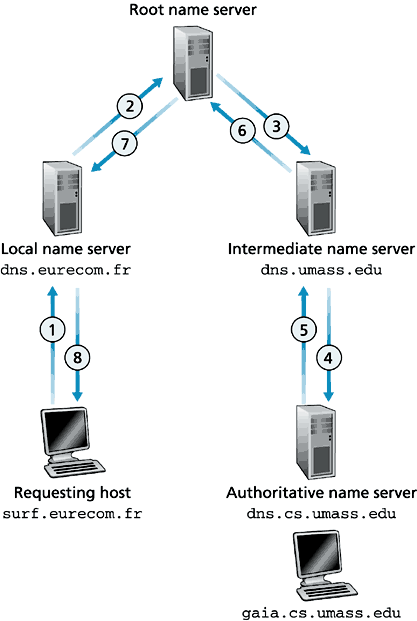 Root name server
2
3
7
6
Local name server
dns.eurecom.fr
Intermediate name server
dns.umass.edu
1
8
5
4
Requesting host
surf.eurecom.fr
Authoritative name server
dns.cs.umass.edu
gaia.cs.umass.edu